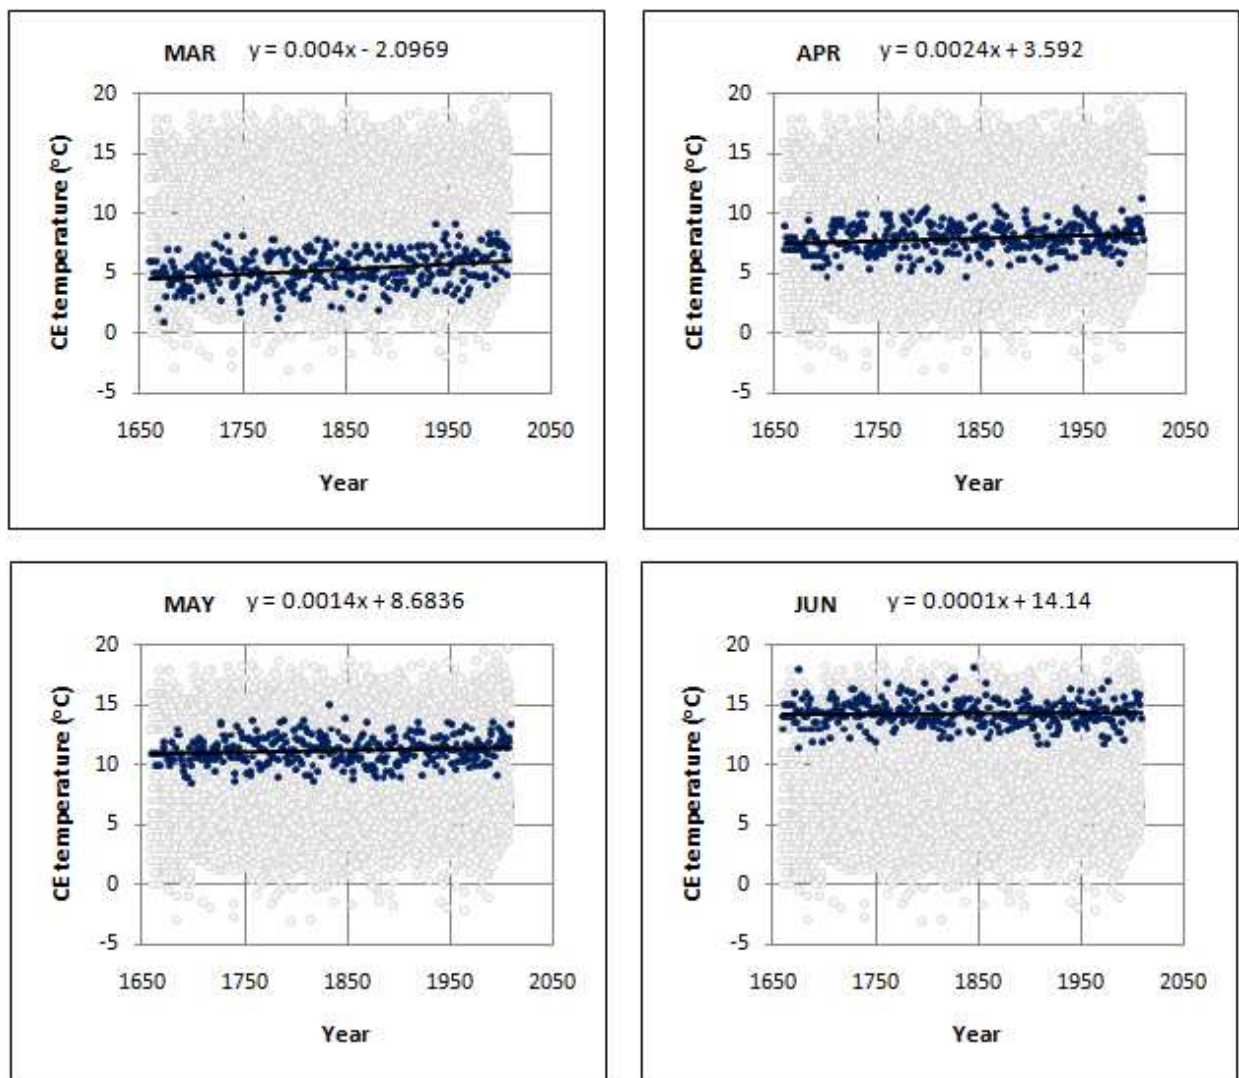 MAR y = 0.004x - 2.0969
20
15
10
5
0
-5
CE temperature (°C)
1650 1750 1850 1950 2050
Year
APR y = 0.0024x + 3.592
20
15
10
5
0
-5
CE temperature (°C)
1650 1750 1850 1950 2050
Year
MAY y = 0.0014x + 8.6836
20
15
10
5
0
-5
CE temperature (°C)
1650 1750 1850 1950 2050
Year
JUN y = 0.0001x + 14.14
20
15
10
5
0
-5
CE temperature (°C)
1650 1750 1850 1950 2050
Year